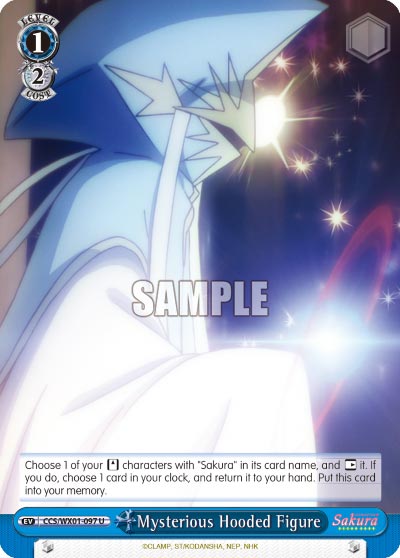 LEVEL
1
2
COST
SAMPLE
Choose 1 of your [ ] characters with "Sakura" in its card name, and [ ] it. If
you do, choose 1 card in your clock, and return it to your hand. Put this card
into your memory.
EV CCS/WX01-097 U Mysterious Hooded Figure Sakura
©CLAMP, ST/KODANSHA, NEP, NHK